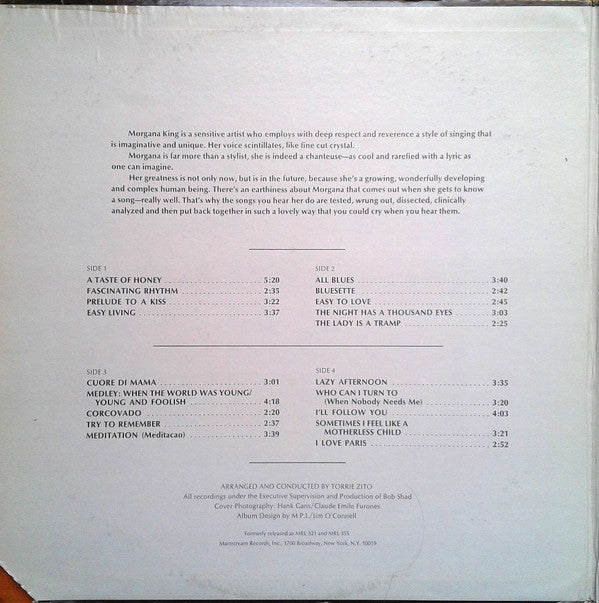 Morgana King is a sensitive artist who employs with deep respect and reverence a style of singing that
is imaginative and unique. Her voice scintillates, like fine cut crystal.
Morgana is far more than a stylist, she is indeed a chanteuse—as cool and rarefied with a lyric as
one can imagine.
Her greatness is not only now, but is in the future, because she's a growing, wonderfully developing
and complex human being. There's an earthiness about Morgana that comes out when she gets to know
a song—really well. That's why the songs you hear her do are tested, wrung out, dissected, clinically
analyzed and then put back together in such a lovely way that you could cry when you hear them.
SIDE 1
A TASTE OF HONEY 5:20
FASCINATING RHYTHM 2:35
PRELUDE TO A KISS 3:22
EASY LIVING 3:37
SIDE 2
ALL BLUES 3:40
BLUESETTE 2:42
EASY TO LOVE 2:45
THE NIGHT HAS A THOUSAND EYES 3:03
THE LADY IS A TRAMP 2:25
SIDE 3
CUORE DI MAMA 3:01
MEDLEY: WHEN THE WORLD WAS YOUNG/
YOUNG AND FOOLISH 4:18
CORCOVADO 2:20
TRY TO REMEMBER 2:37
MEDITATION (Meditacao) 3:39
SIDE 4
LAZY AFTERNOON 3:35
WHO CAN I TURN TO
(When Nobody Needs Me) 3:20
I'LL FOLLOW YOU 4:03
SOMETIMES I FEEL LIKE A
MOTHERLESS CHILD 3:21
I LOVE PARIS 2:52
ARRANGED AND CONDUCTED BY TORRIE ZITO
All recordings under the Executive Supervision and Production of Bob Shad
Cover Photography: Hank Gans/Claude Emile Furones
Album Design by M.P.I./Jim O'Connell
Formerly released as MRL 321 and MRL 355
Mainstream Records, Inc., 1700 Broadway, New York, N.Y. 10019